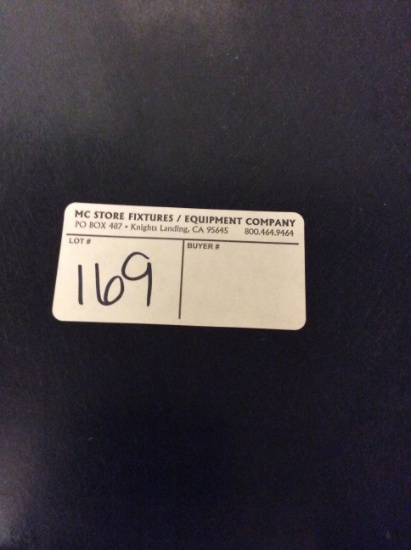 MC STORE FIXTURES / EQUIPMENT COMPANY
PO BOX 487 • Knights Landing, CA 95645 800.464.9464
LOT # BUYER #
169